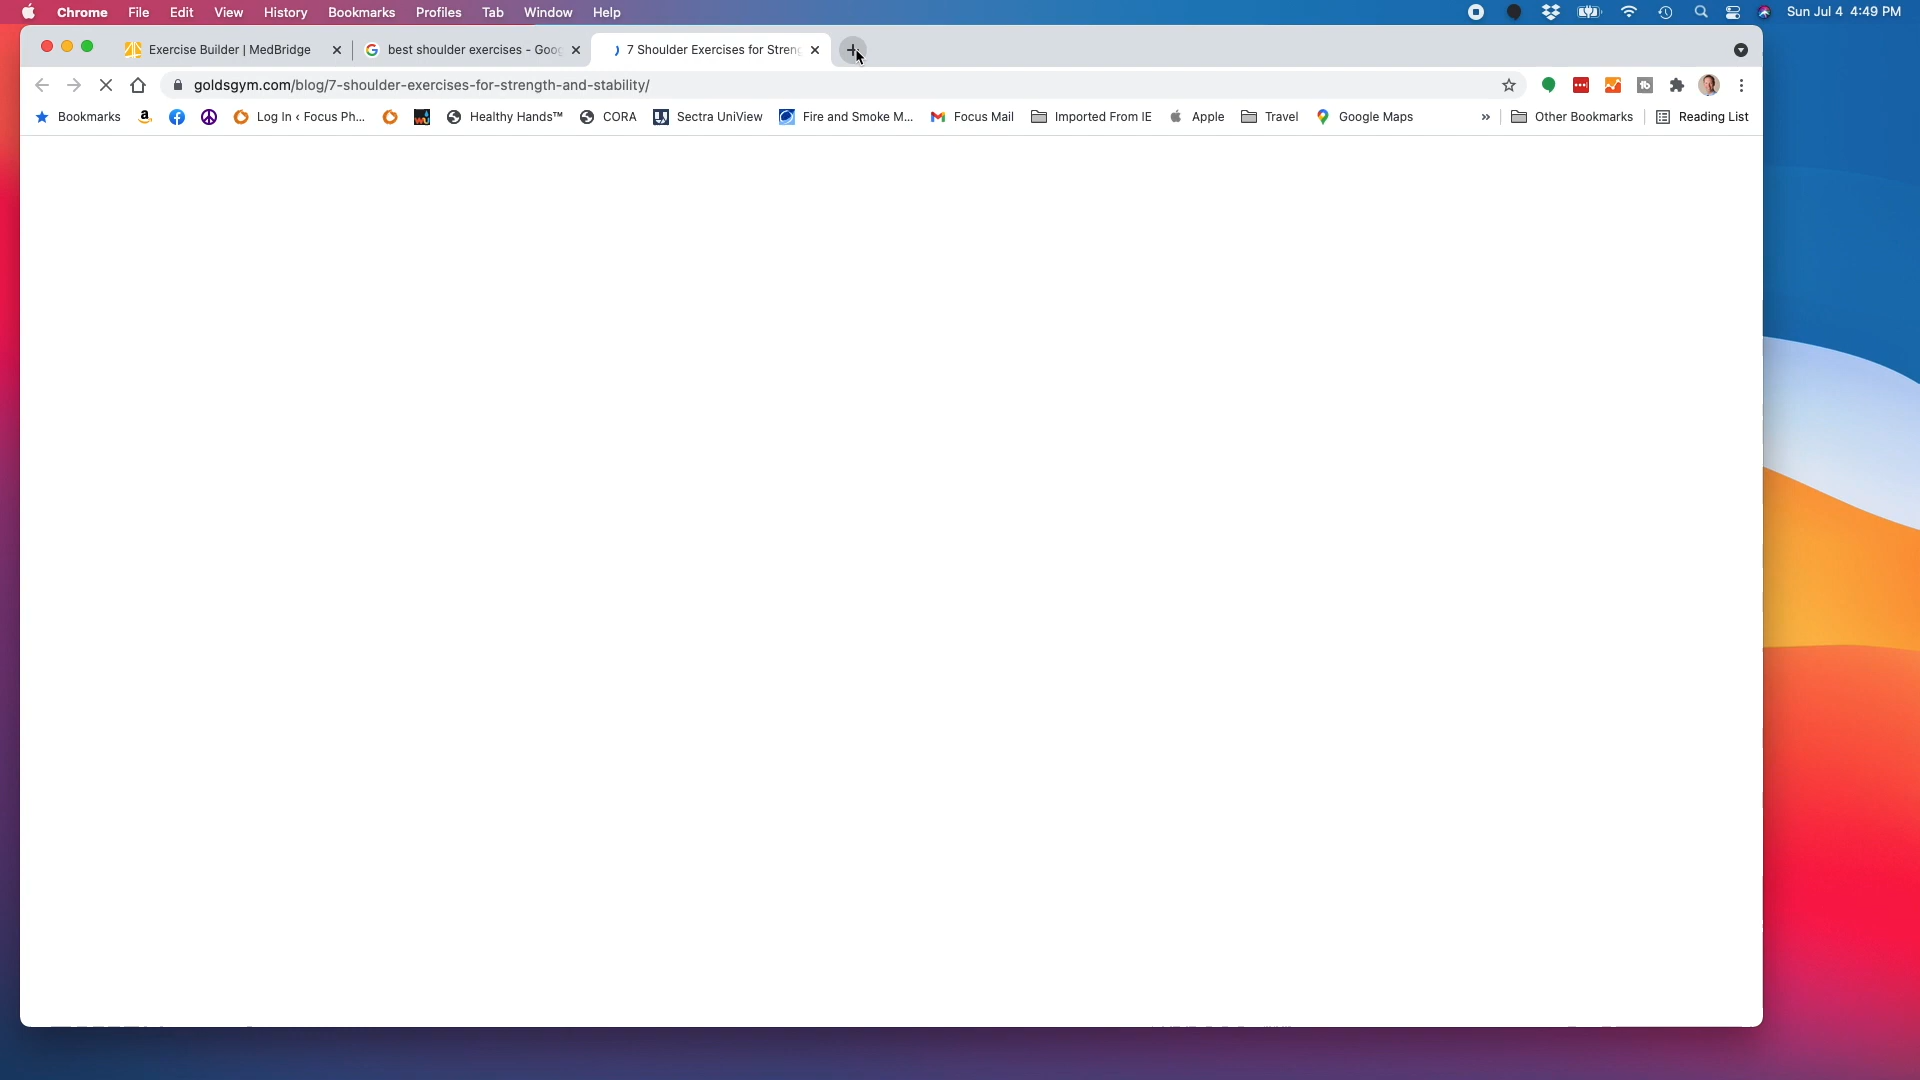 Chrome File Edit View History Bookmarks Profiles Tab Window Help Sun Jul 4 4:49 PM
Exercise Builder | MedBridge best shoulder exercises - Goog 7 Shoulder Exercises for Streng
goldsgym.com/blog/7-shoulder-exercises-for-strength-and-stability/
Bookmarks Log In ‹ Focus Ph... Healthy Hands™ CORA Sectra UniView Fire and Smoke M... Focus Mail Imported From IE Apple Travel Google Maps » Other Bookmarks Reading List